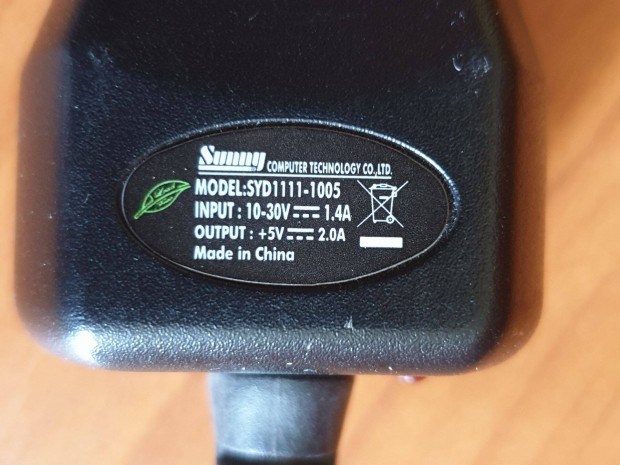 Sunny COMPUTER TECHNOLOGY CO.,LTD.
MODEL:SYD1111-1005
INPUT : 10-30V⎓ 1.4A
OUTPUT : +5V⎓ 2.0A
Made in China